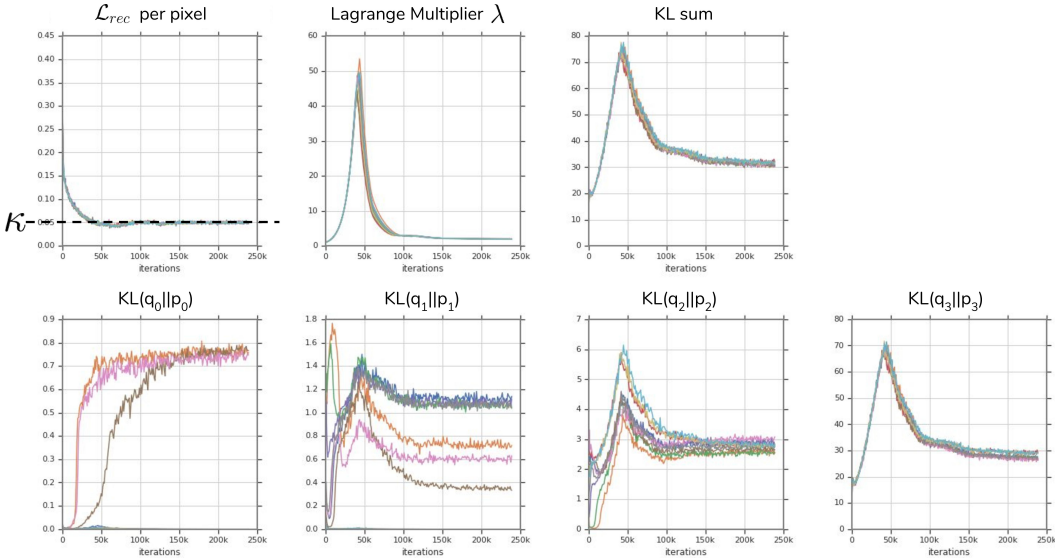 ℒrec per pixel
0.45
0.40
0.35
0.30
0.25
0.20
0.15
0.10
κ 0.05
0.00
0 50k 100k 150k 200k 250k
iterations
Lagrange Multiplier λ
60
50
40
30
20
10
0
0 50k 100k 150k 200k 250k
iterations
KL sum
80
70
60
50
40
30
20
10
0
0 50k 100k 150k 200k 250k
iterations
KL(q0||p0)
0.9
0.8
0.7
0.6
0.5
0.4
0.3
0.2
0.1
0.0
0 50k 100k 150k 200k 250k
iterations
KL(q1||p1)
1.8
1.6
1.4
1.2
1.0
0.8
0.6
0.4
0.2
0.0
0 50k 100k 150k 200k 250k
iterations
KL(q2||p2)
7
6
5
4
3
2
1
0
0 50k 100k 150k 200k 250k
iterations
KL(q3||p3)
80
70
60
50
40
30
20
10
0
0 50k 100k 150k 200k 250k
iterations